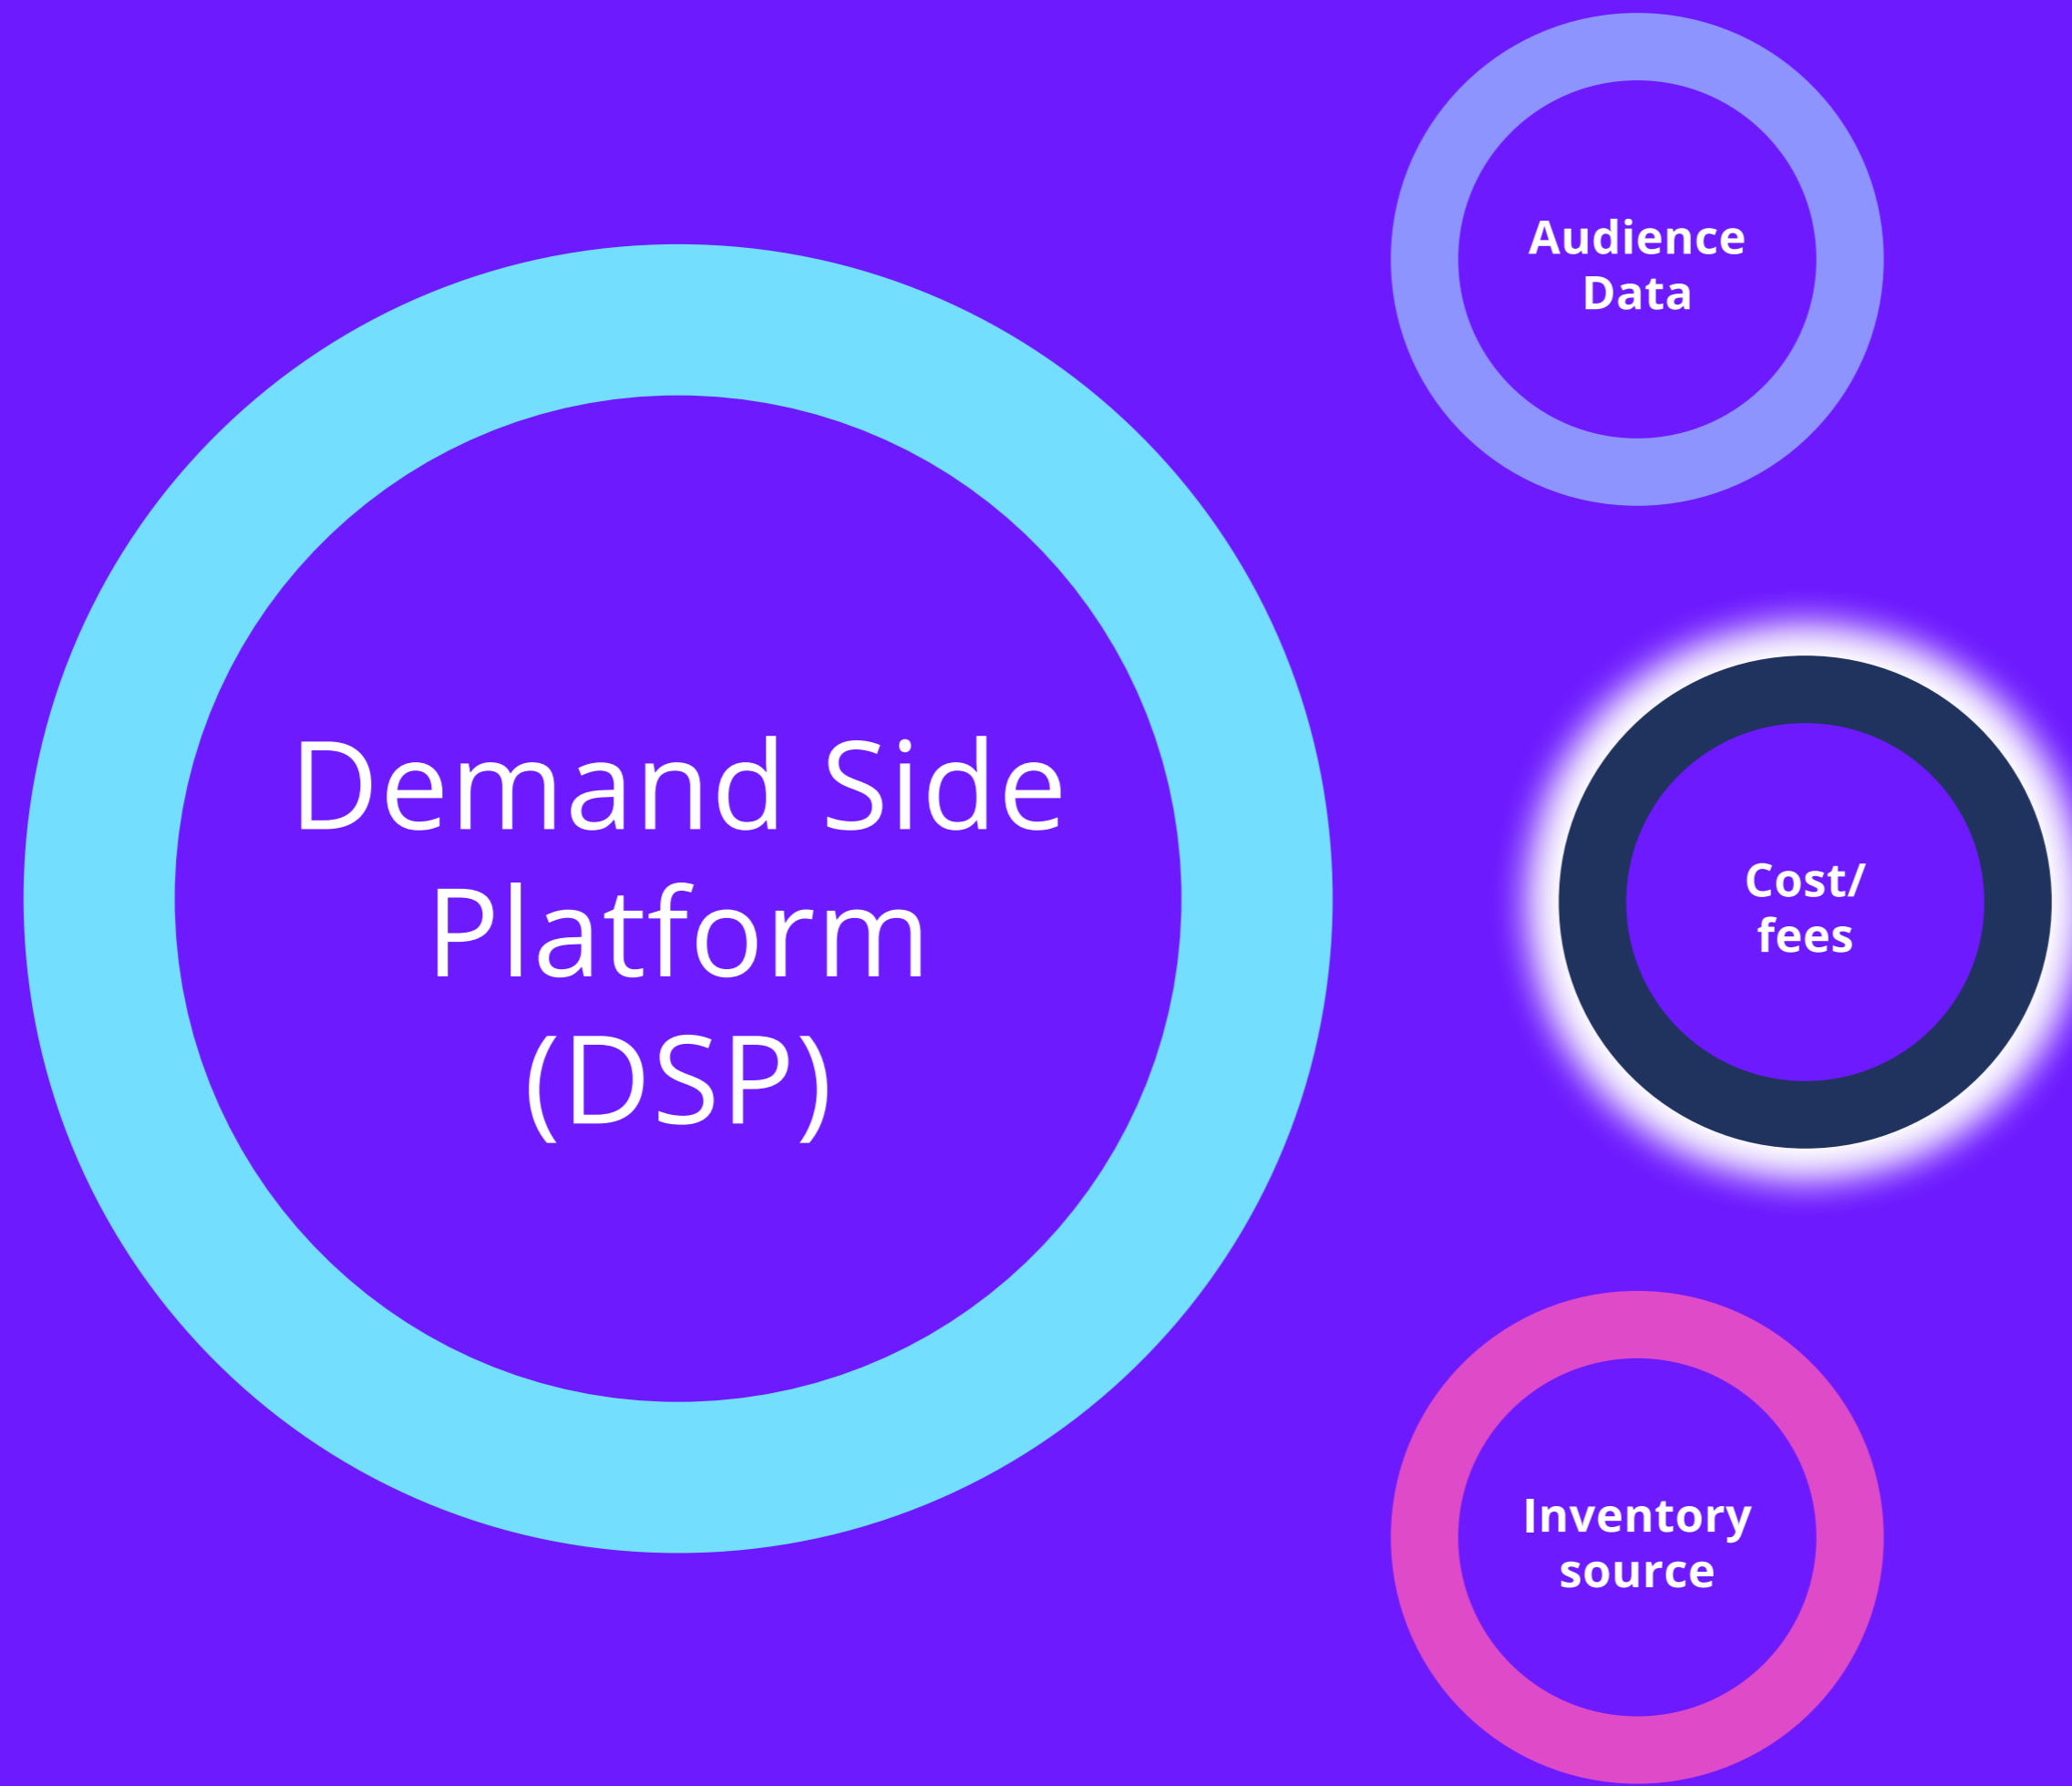 Demand Side
Platform
(DSP)
Audience
Data
Cost/
fees
Inventory
source